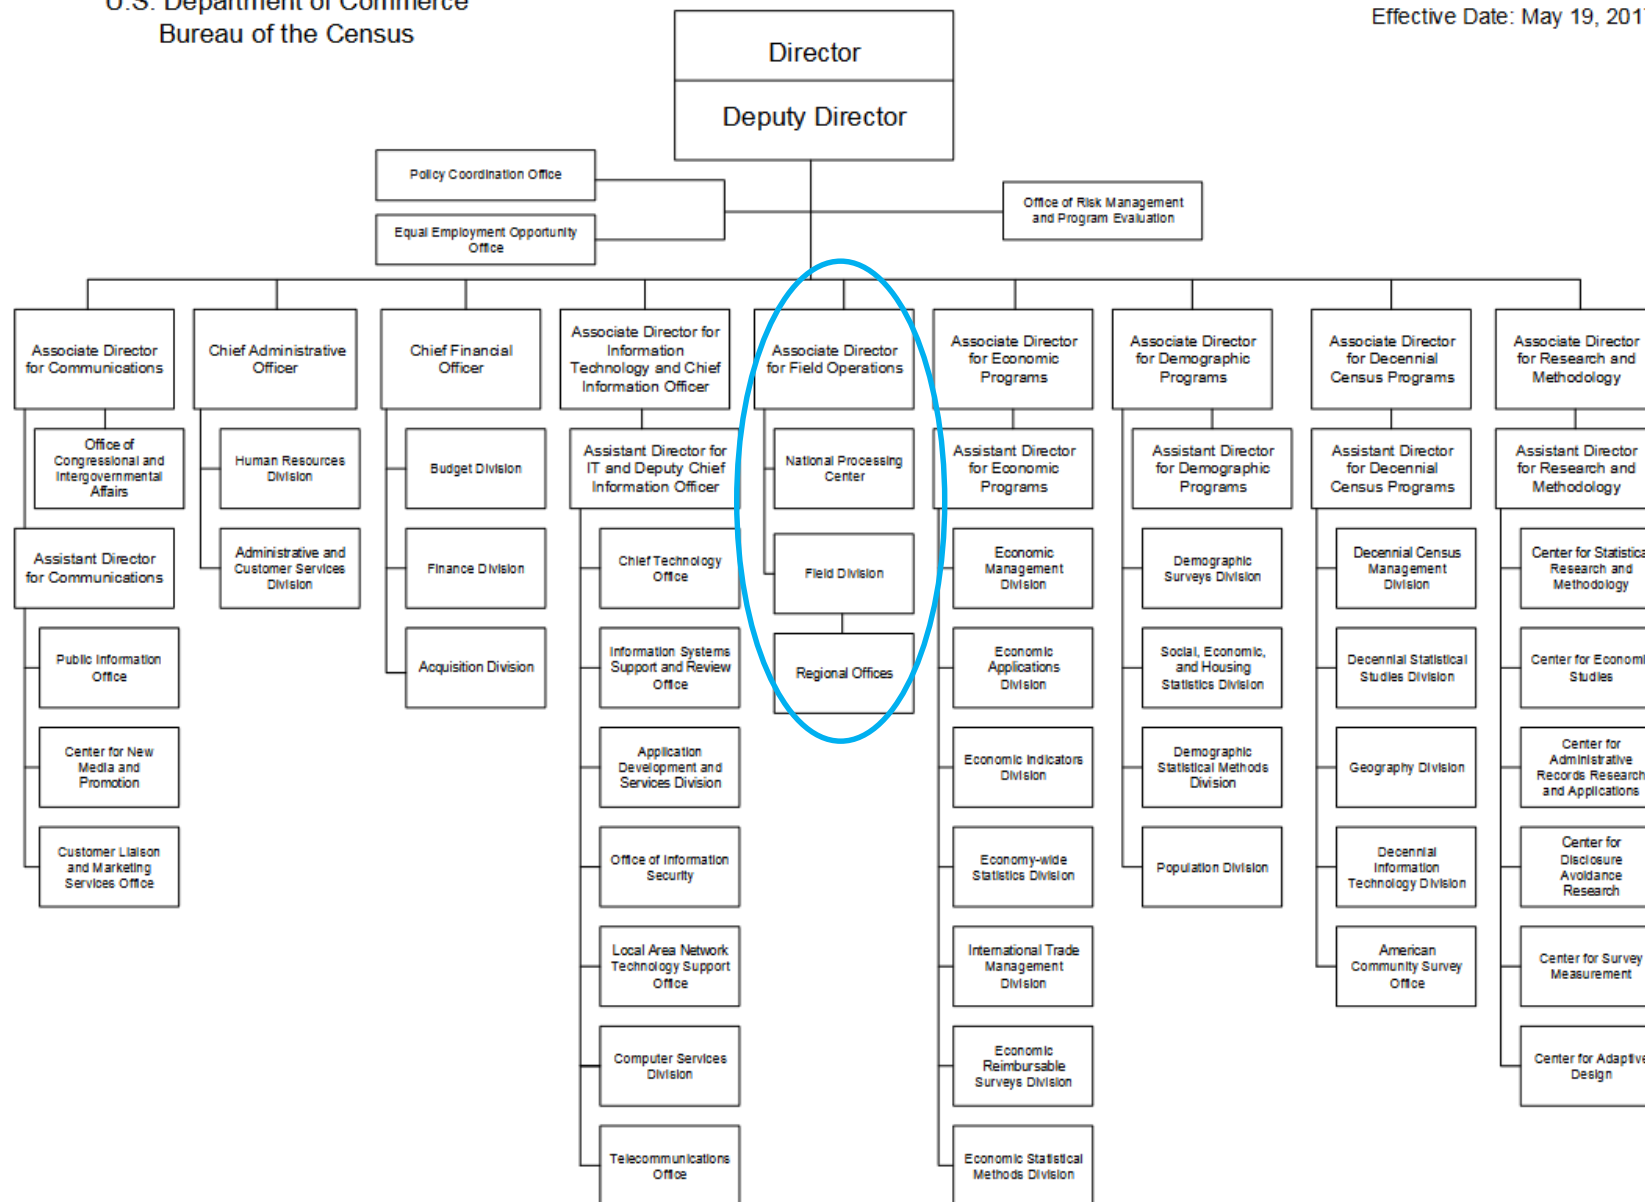 Bureau of the Census
Effective Date: May 19,
Director
Deputy Director
Policy Coordination Office
Equal Employment Opportunity
Office
Office of Risk Management
and Program Evaluation
Associate Director
for Communications
Chief Administrative
Officer
Chief Financial
Officer
Associate Director for
Information
Technology and Chief
Information Officer
Associate Director
for Field Operations
Associate Director
for Economic
Programs
Associate Director
for Demographic
Programs
Associate Director
for Decennial
Census Programs
Associate Director
for Research and
Methodology
Office of
Congressional and
Intergovernmental
Affairs
Human Resources
Division
Budget Division
Assistant Director for
IT and Deputy Chief
Information Officer
National Processing
Center
Assistant Director
for Economic
Programs
Assistant Director
for Demographic
Programs
Assistant Director
for Decennial
Census Programs
Assistant Director
for Research and
Methodology
Assistant Director
for Communications
Administrative and
Customer Services
Division
Finance Division
Chief Technology
Office
Field Division
Economic
Management
Division
Demographic
Surveys Division
Decennial Census
Management
Division
Center for
Research and
Methodology
Public Information
Office
Acquisition Division
Information Systems
Support and Review
Office
Regional Offices
Economic
Applications
Division
Social, Economic,
and Housing
Statistics Division
Decennial Statistical
Studies Division
Center for
Studies
Center for New
Media and
Promotion
Application
Development and
Services Division
Economic Indicators
Division
Demographic
Statistical Methods
Division
Geography Division
Center for
Administrative
Records Research
and Applications
Customer Liaison
and Marketing
Services Office
Office of Information
Security
Economy-wide
Statistics Division
Population Division
Decennial
Information
Technology Division
Center for
Disclosure
Avoidance
Research
Local Area Network
Technology Support
Office
International Trade
Management
Division
American
Community Survey
Office
Center for Survey
Measurement
Computer Services
Division
Economic
Reimbursable
Surveys Division
Center for Adaptive
Design
Telecommunications
Office
Economic Statistical
Methods Division